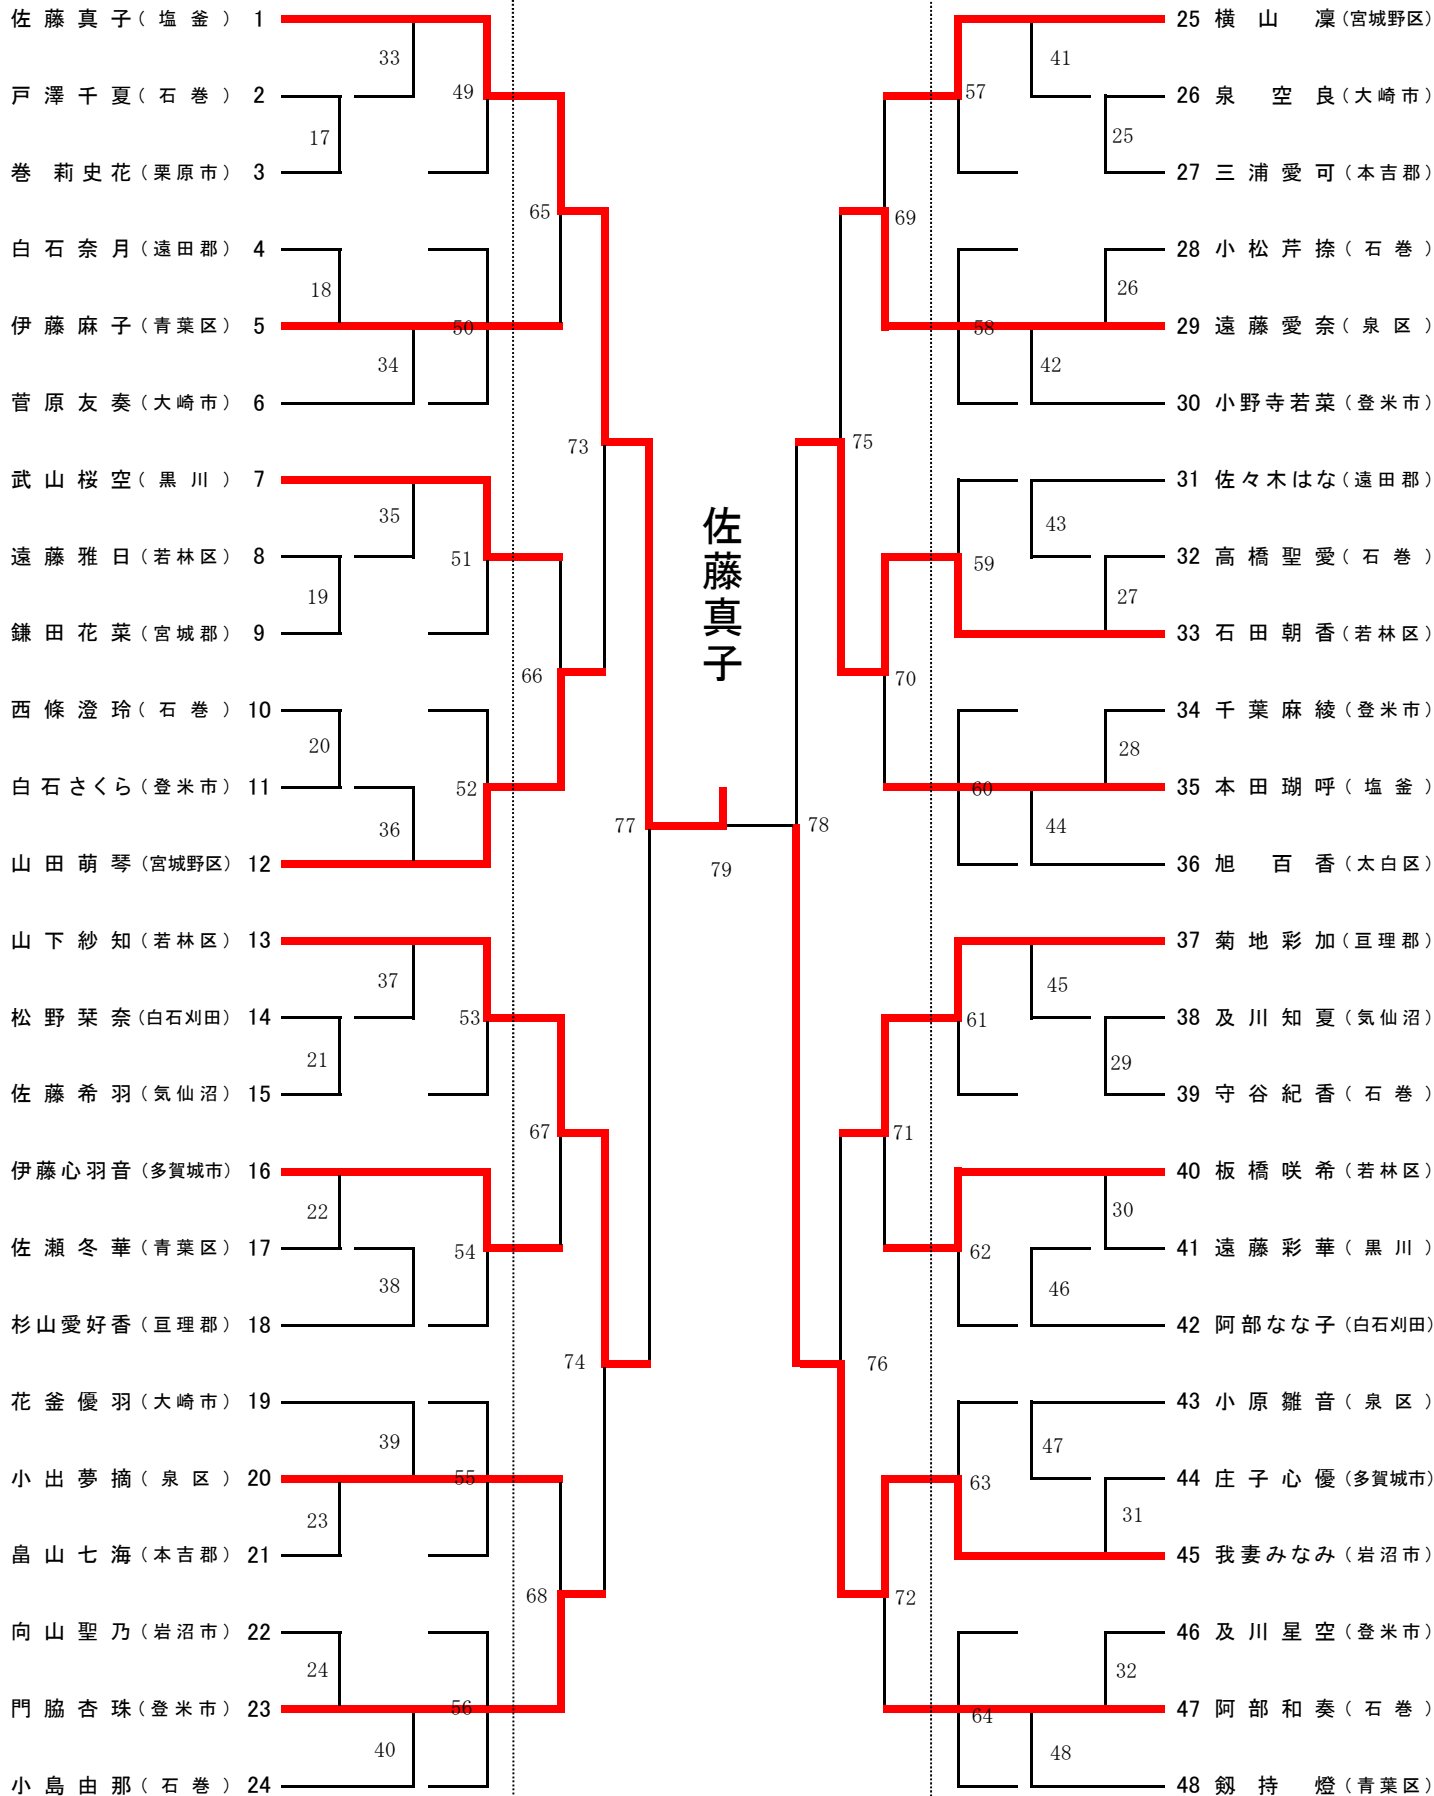 佐藤真子（塩釜） 1
33
戸澤千夏（石巻） 2
49
17
巻莉史花（栗原市） 3
65
白石奈月（遠田郡） 4
18
伊藤麻子（青葉区） 5
50
34
菅原友奏（大崎市） 6
73
武山桜空（黒川） 7
35
遠藤雅日（若林区） 8
51
19
鎌田花菜（宮城郡） 9
66
西條澄玲（石巻） 10
20
白石さくら（登米市） 11
52
36
山田萌琴（宮城野区） 12
77
山下紗知（若林区） 13
37
松野栞奈（白石刈田） 14
53
21
佐藤希羽（気仙沼） 15
67
伊藤心羽音（多賀城市） 16
22
佐瀬冬華（青葉区） 17
54
38
杉山愛好香（亘理郡） 18
74
花釜優羽（大崎市） 19
39
小出夢摘（泉区） 20
55
23
畠山七海（本吉郡） 21
68
向山聖乃（岩沼市） 22
24
門脇杏珠（登米市） 23
56
40
小島由那（石巻） 24
佐藤真子
79
25 横山凜（宮城野区）
41
26 泉空良（大崎市）
57
25
27 三浦愛可（本吉郡）
69
28 小松芹捺（石巻）
26
29 遠藤愛奈（泉区）
58
42
30 小野寺若菜（登米市）
75
31 佐々木はな（遠田郡）
43
32 高橋聖愛（石巻）
59
27
33 石田朝香（若林区）
70
34 千葉麻綾（登米市）
28
35 本田瑚呼（塩釜）
60
44
36 旭百香（太白区）
78
37 菊地彩加（亘理郡）
45
38 及川知夏（気仙沼）
61
29
39 守谷紀香（石巻）
71
40 板橋咲希（若林区）
30
41 遠藤彩華（黒川）
62
46
42 阿部なな子（白石刈田）
76
43 小原雛音（泉区）
47
44 庄子心優（多賀城市）
63
31
45 我妻みなみ（岩沼市）
72
46 及川星空（登米市）
32
47 阿部和奏（石巻）
64
48
48 剱持燈（青葉区）